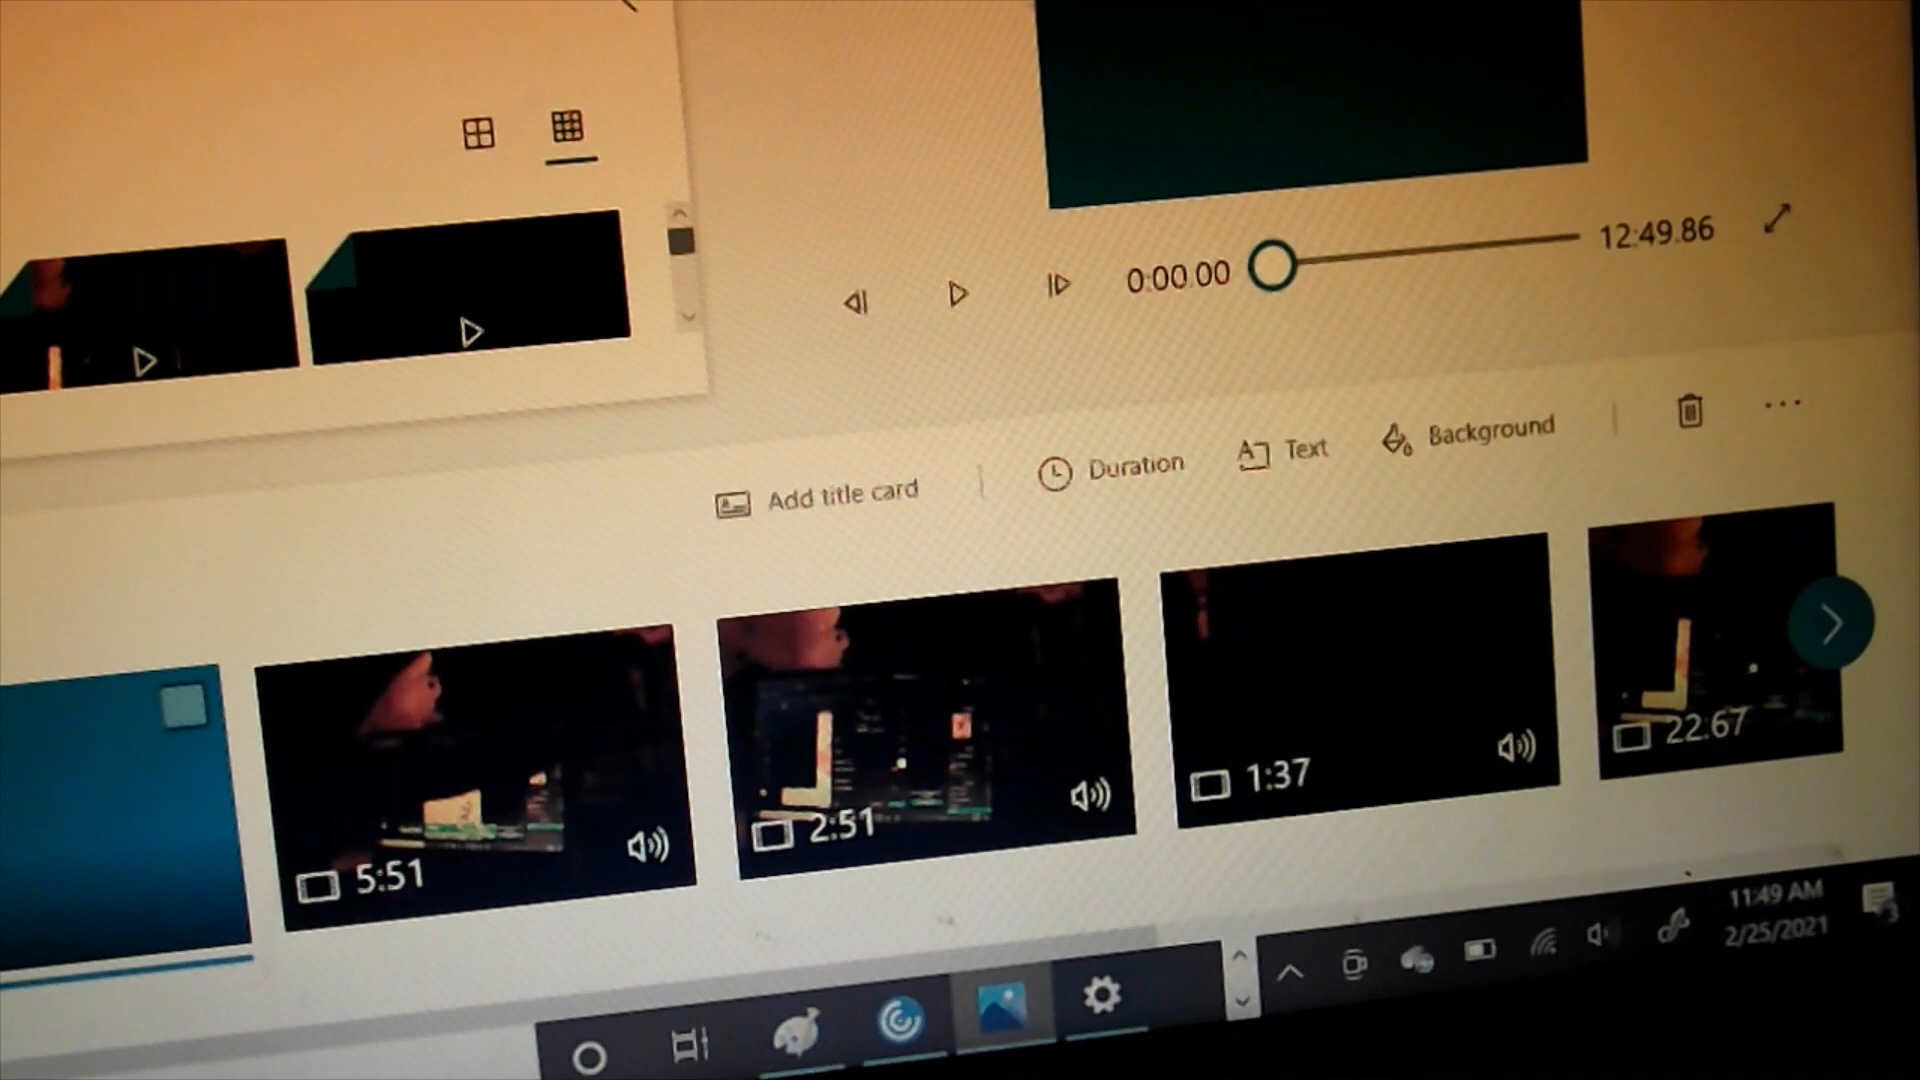 0:00.00 12:49.86
Add title card Duration Text Background
5:51 2:51 1:37 22.67
11:49 AM
2/25/2021
3